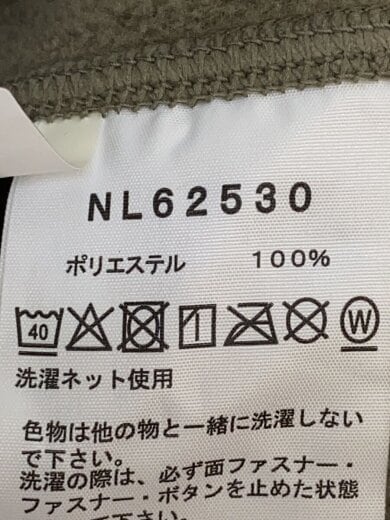 NL62530
ポリエステル 100%
40 W
洗濯ネット使用
色物は他の物と一緒に洗濯しない
で下さい。
洗濯の際は、必ず面ファスナー・
ファスナー・ボタンを止めた状態